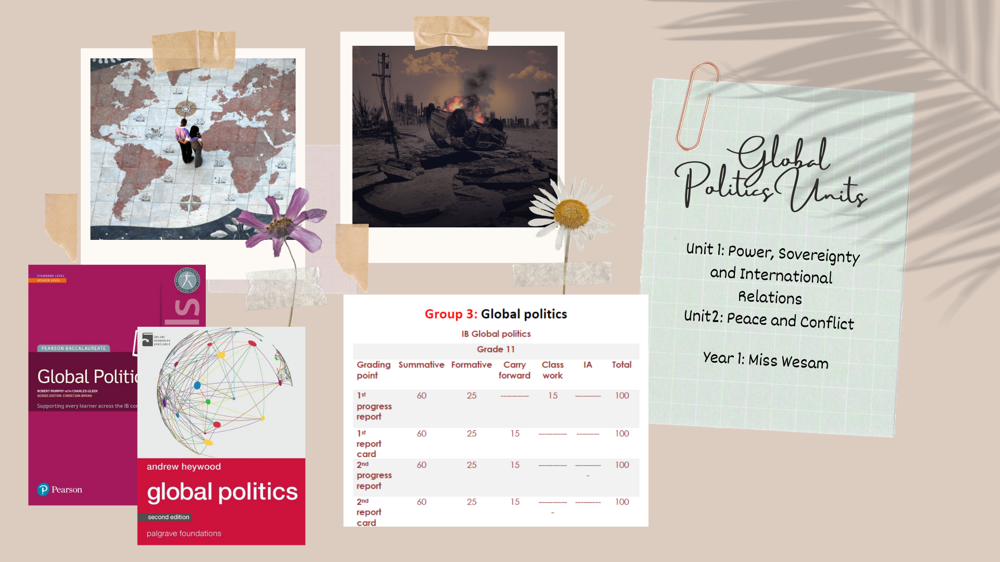 Global
Politics Units
Unit 1: Power, Sovereignty
and International
Relations
Unit2: Peace and Conflict
Year 1: Miss Wesam
STANDARD LEVEL
HIGHER LEVEL
ls
PEARSON BACCALAUREATE
Global Politic
ROBERT MURPHY WITH CHARLES GLEEK
SERIES EDITOR: CHRISTIAN BRYAN
Supporting every learner across the IB con
Pearson
ONLINE
RESOURCES
AVAILABLE
andrew heywood
global politics
second edition
palgrave foundations
Group 3: Global politics
IB Global politics
Grade 11
Grading point Summative Formative Carry forward Class work IA Total
1st progress report 60 25 ---------- 15 --------- 100
1st report card 60 25 15 ---------- -------- 100
2nd progress report 60 25 15 ---------- ---------- 100
2nd report card 60 25 15 ----------- --------- 100